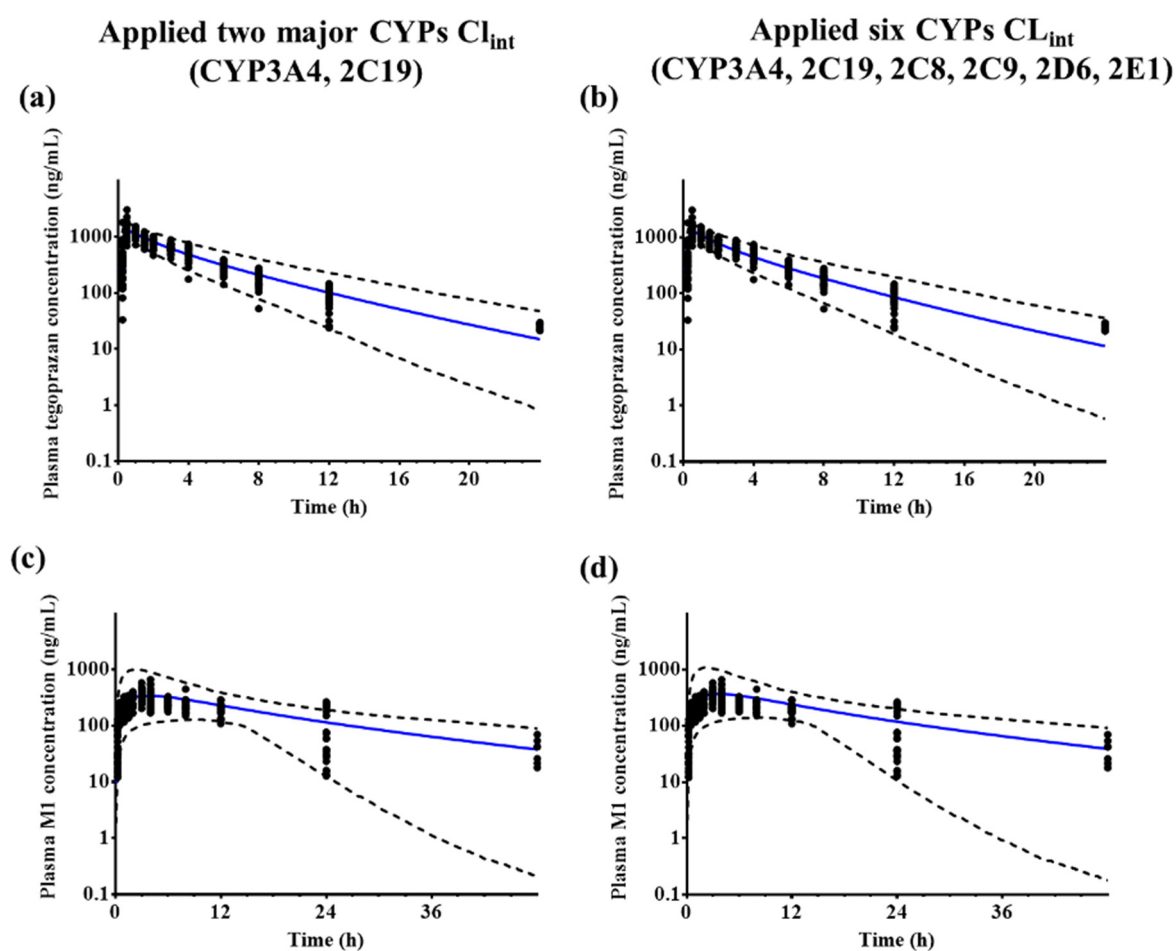 Applied two major CYPs Cl_int
(CYP3A4, 2C19)
Applied six CYPs CL_int
(CYP3A4, 2C19, 2C8, 2C9, 2D6, 2E1)
(a)
Plasma tegoprazan concentration (ng/mL)
1000
100
10
1
0.1
0 4 8 12 16 20
Time (h)
(b)
Plasma tegoprazan concentration (ng/mL)
1000
100
10
1
0.1
0 4 8 12 16 20
Time (h)
(c)
Plasma M1 concentration (ng/mL)
1000
100
10
1
0.1
0 12 24 36
Time (h)
(d)
Plasma M1 concentration (ng/mL)
1000
100
10
1
0.1
0 12 24 36
Time (h)